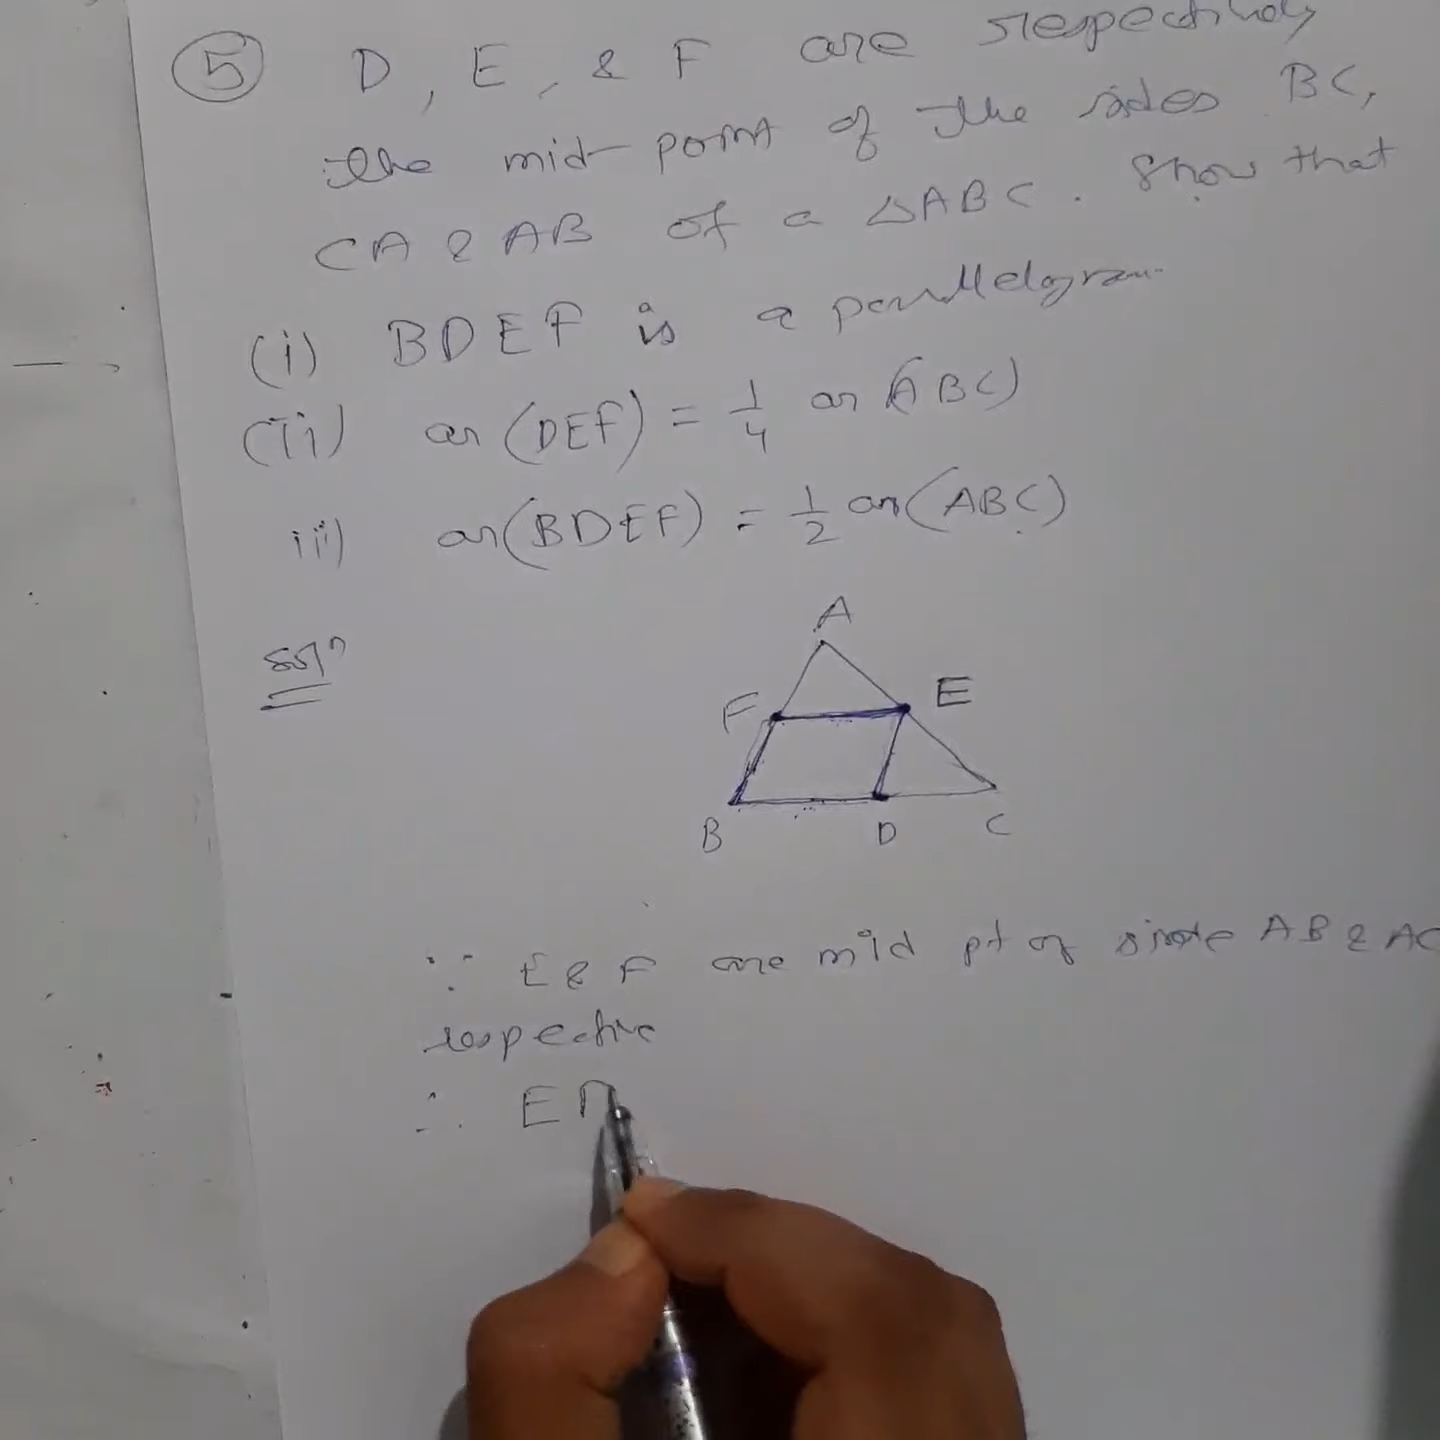 5 D, E, & F are respectively
the mid-point of the sides BC,
CA & AB of a △ABC. Show that
(i) BDEF is a parallelogram
(ii) ar(DEF) = 1/4 ar(ABC)
iii) ar(BDEF) = 1/2 ar(ABC)
Solⁿ
A
F E
B D C
∵ E & F are mid pt of side AB & AC
respective
∴ E